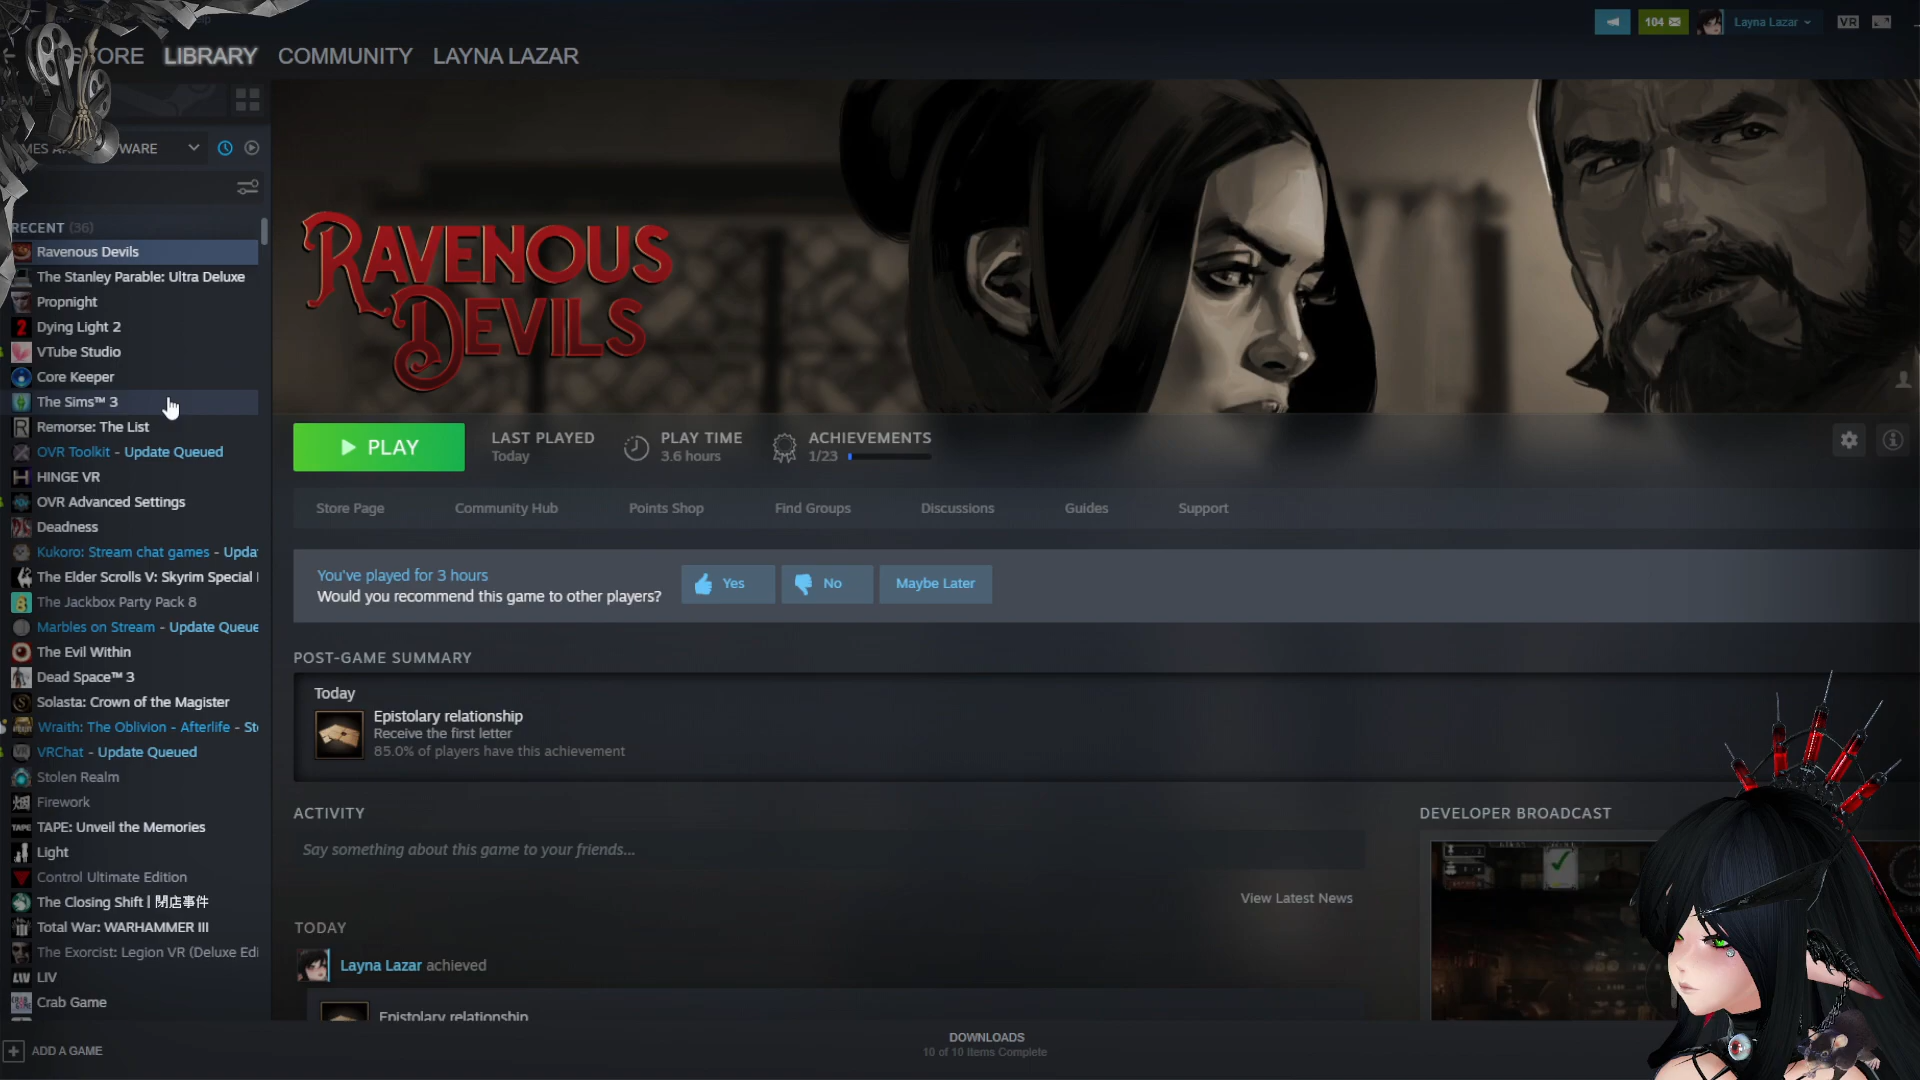 104
Layna Lazar
VR
ORE LIBRARY COMMUNITY LAYNA LAZAR
WARE
RECENT (36)
Ravenous Devils
The Stanley Parable: Ultra Deluxe
Propnight
Dying Light 2
VTube Studio
Core Keeper
The Sims™ 3
Remorse: The List
OVR Toolkit - Update Queued
HINGE VR
OVR Advanced Settings
Deadness
Kukoro: Stream chat games - Upda
The Elder Scrolls V: Skyrim Special
The Jackbox Party Pack 8
Marbles on Stream - Update Queue
The Evil Within
Dead Space™ 3
Solasta: Crown of the Magister
Wraith: The Oblivion - Afterlife - St
VRChat - Update Queued
Stolen Realm
Firework
TAPE: Unveil the Memories
Light
Control Ultimate Edition
The Closing Shift | 閉店事件
Total War: WARHAMMER III
The Exorcist: Legion VR (Deluxe Edi
LIV
Crab Game
ADD A GAME
RAVENOUS
DEVILS
PLAY
LAST PLAYED
Today
PLAY TIME
3.6 hours
ACHIEVEMENTS
1/23
Store Page Community Hub Points Shop Find Groups Discussions Guides Support
You've played for 3 hours
Would you recommend this game to other players?
Yes No Maybe Later
POST-GAME SUMMARY
Today
Epistolary relationship
Receive the first letter
85.0% of players have this achievement
ACTIVITY
Say something about this game to your friends...
View Latest News
TODAY
Layna Lazar achieved
Epistolary relationship
DEVELOPER BROADCAST
DOWNLOADS
10 of 10 Items Complete